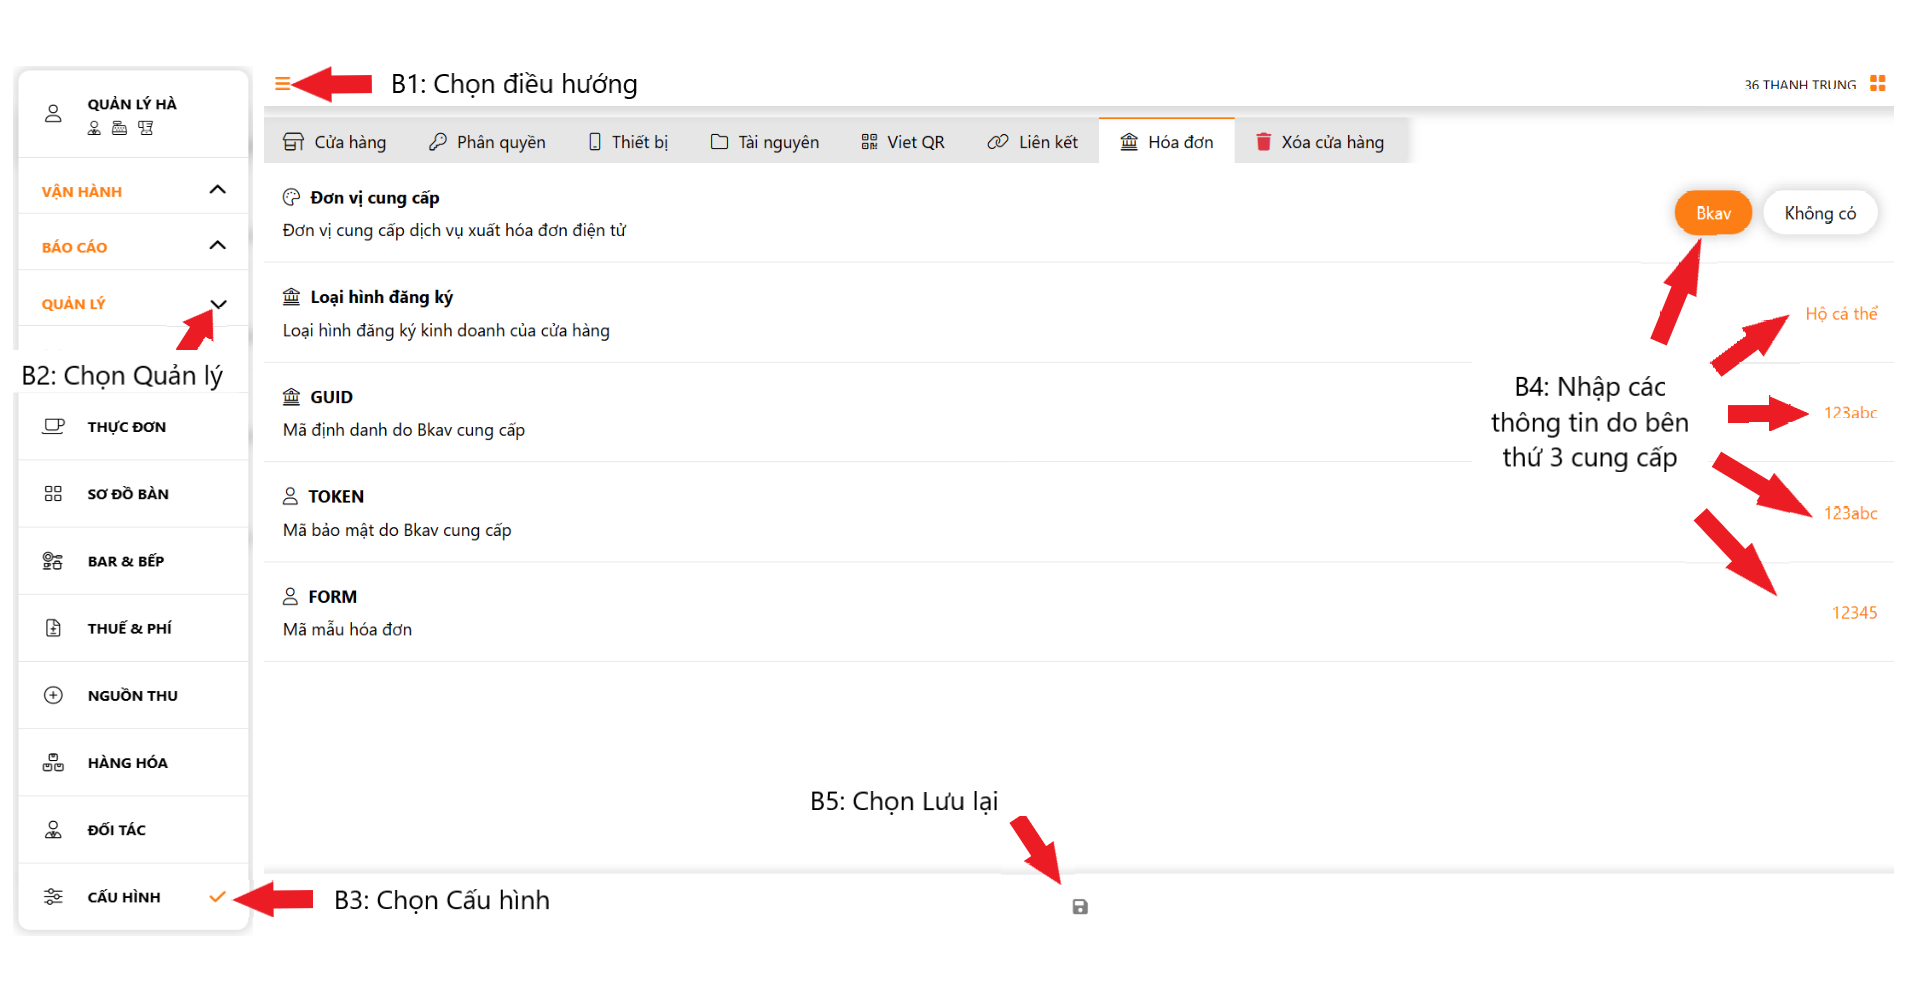 B1: Chọn điều hướng
36 THANH TRUNG
QUẢN LÝ HÀ
VẬN HÀNH
BÁO CÁO
QUẢN LÝ
B2: Chọn Quản lý
THỰC ĐƠN
SƠ ĐỒ BÀN
BAR & BẾP
THUẾ & PHÍ
NGUỒN THU
HÀNG HÓA
ĐỐI TÁC
CẤU HÌNH
B3: Chọn Cấu hình
Cửa hàng
Phân quyền
Thiết bị
Tài nguyên
Viet QR
Liên kết
Hóa đơn
Xóa cửa hàng
Đơn vị cung cấp
Đơn vị cung cấp dịch vụ xuất hóa đơn điện tử
Bkav
Không có
Loại hình đăng ký
Loại hình đăng ký kinh doanh của cửa hàng
Hộ cá thể
GUID
Mã định danh do Bkav cung cấp
123abc
B4: Nhập các
thông tin do bên
thứ 3 cung cấp
TOKEN
Mã bảo mật do Bkav cung cấp
123abc
FORM
Mã mẫu hóa đơn
12345
B5: Chọn Lưu lại